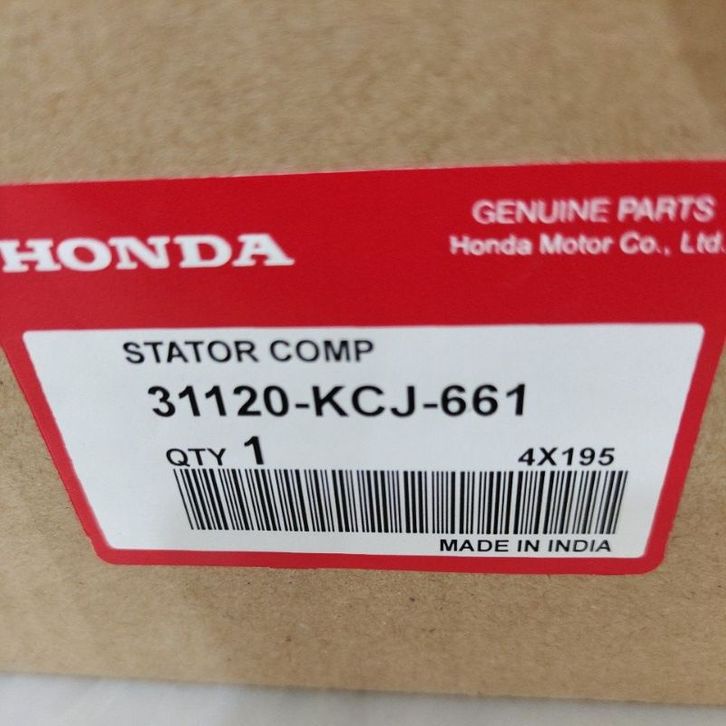 HONDA
GENUINE PARTS
Honda Motor Co., Ltd.
STATOR COMP
31120-KCJ-661
QTY 1 4X195
MADE IN INDIA